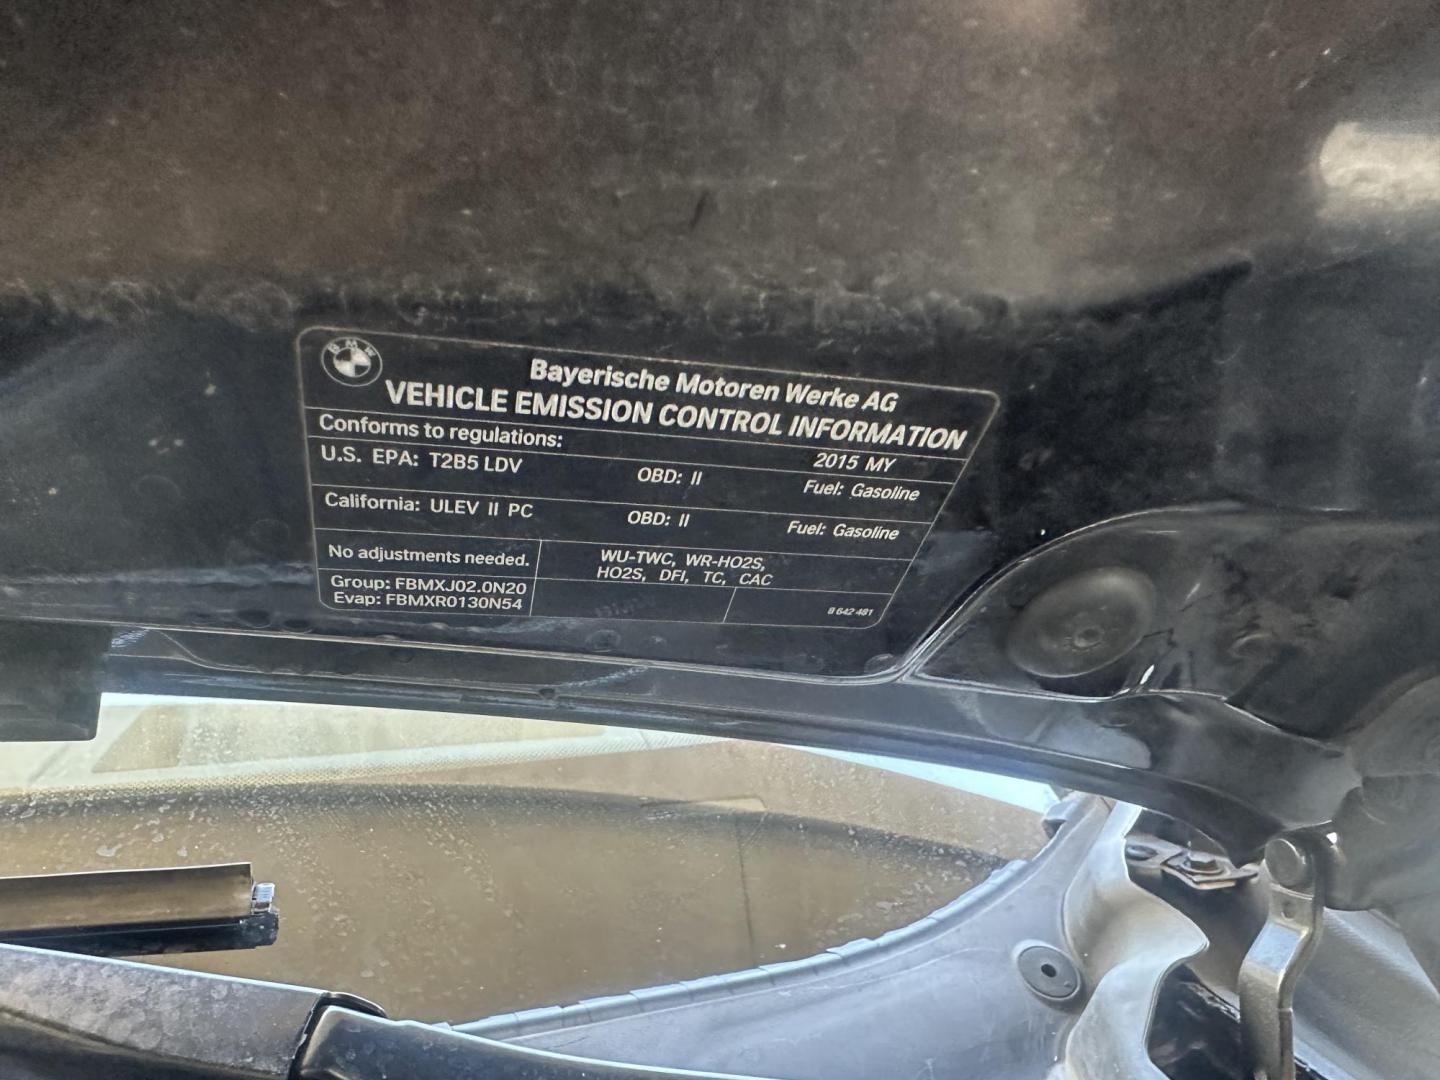 BMW
Bayerische Motoren Werke AG
VEHICLE EMISSION CONTROL INFORMATION
Conforms to regulations: 2015 MY
U.S. EPA: T2B5 LDV OBD: II Fuel: Gasoline
California: ULEV II PC OBD: II Fuel: Gasoline
No adjustments needed.
WU-TWC, WR-HO2S,
HO2S, DFI, TC, CAC
Group: FBMXJ02.0N20
Evap: FBMXR0130N54
8 642 481